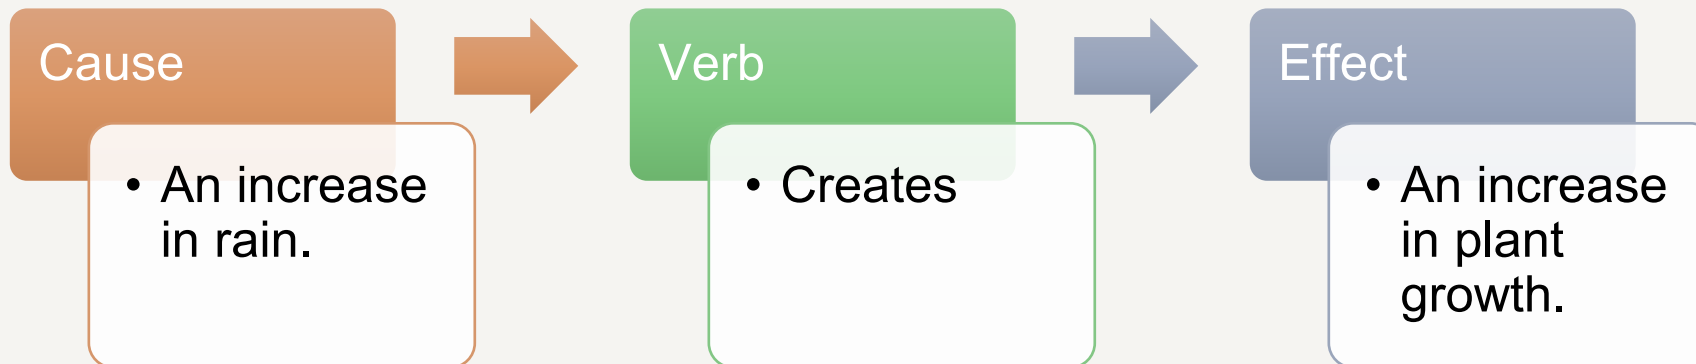 Cause
• An increase
in rain.
Verb
• Creates
Effect
• An increase
in plant
growth.